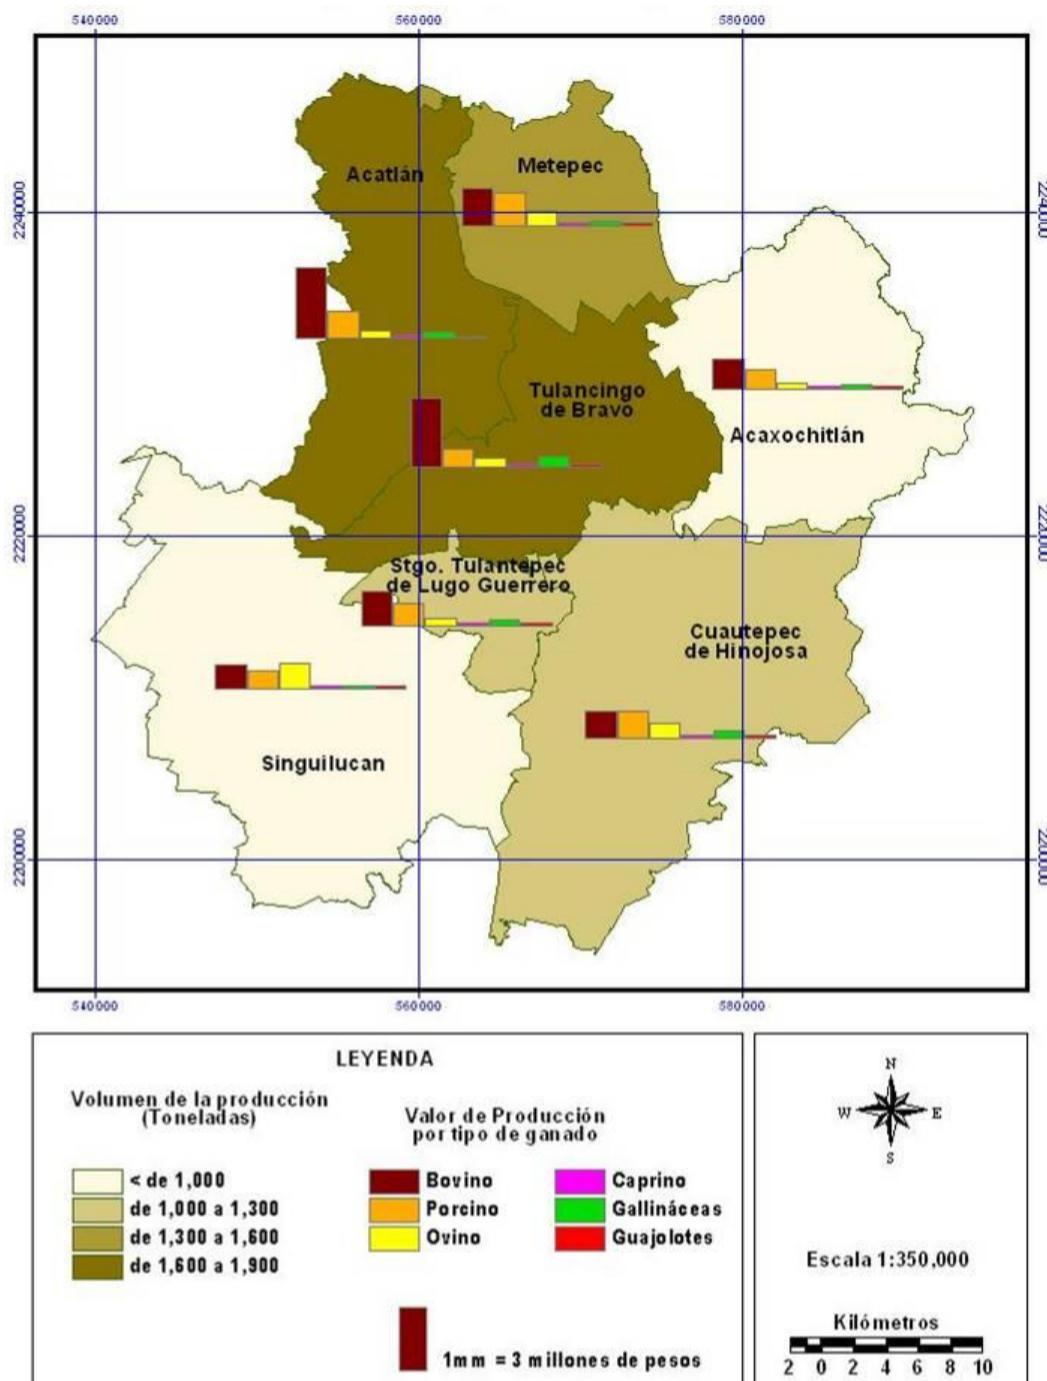 540000 560000 580000
Acatlán
Metepec
2240000 2240000
Tulancingo
de Bravo
Acaxochitlán
2220000 2220000
Stgo. Tulantepec
de Lugo Guerrero
Cuautepec
de Hinojosa
Singuilucan
2200000 2200000
540000 560000 580000
LEYENDA
Volumen de la producción
(Toneladas)
< de 1,000
de 1,000 a 1,300
de 1,300 a 1,600
de 1,600 a 1,900
Valor de Producción
por tipo de ganado
Bovino
Porcino
Ovino
Caprino
Gallináceas
Guajolotes
1mm = 3 millones de pesos
N
W E
S
Escala 1:350,000
Kilómetros
2 0 2 4 6 8 10